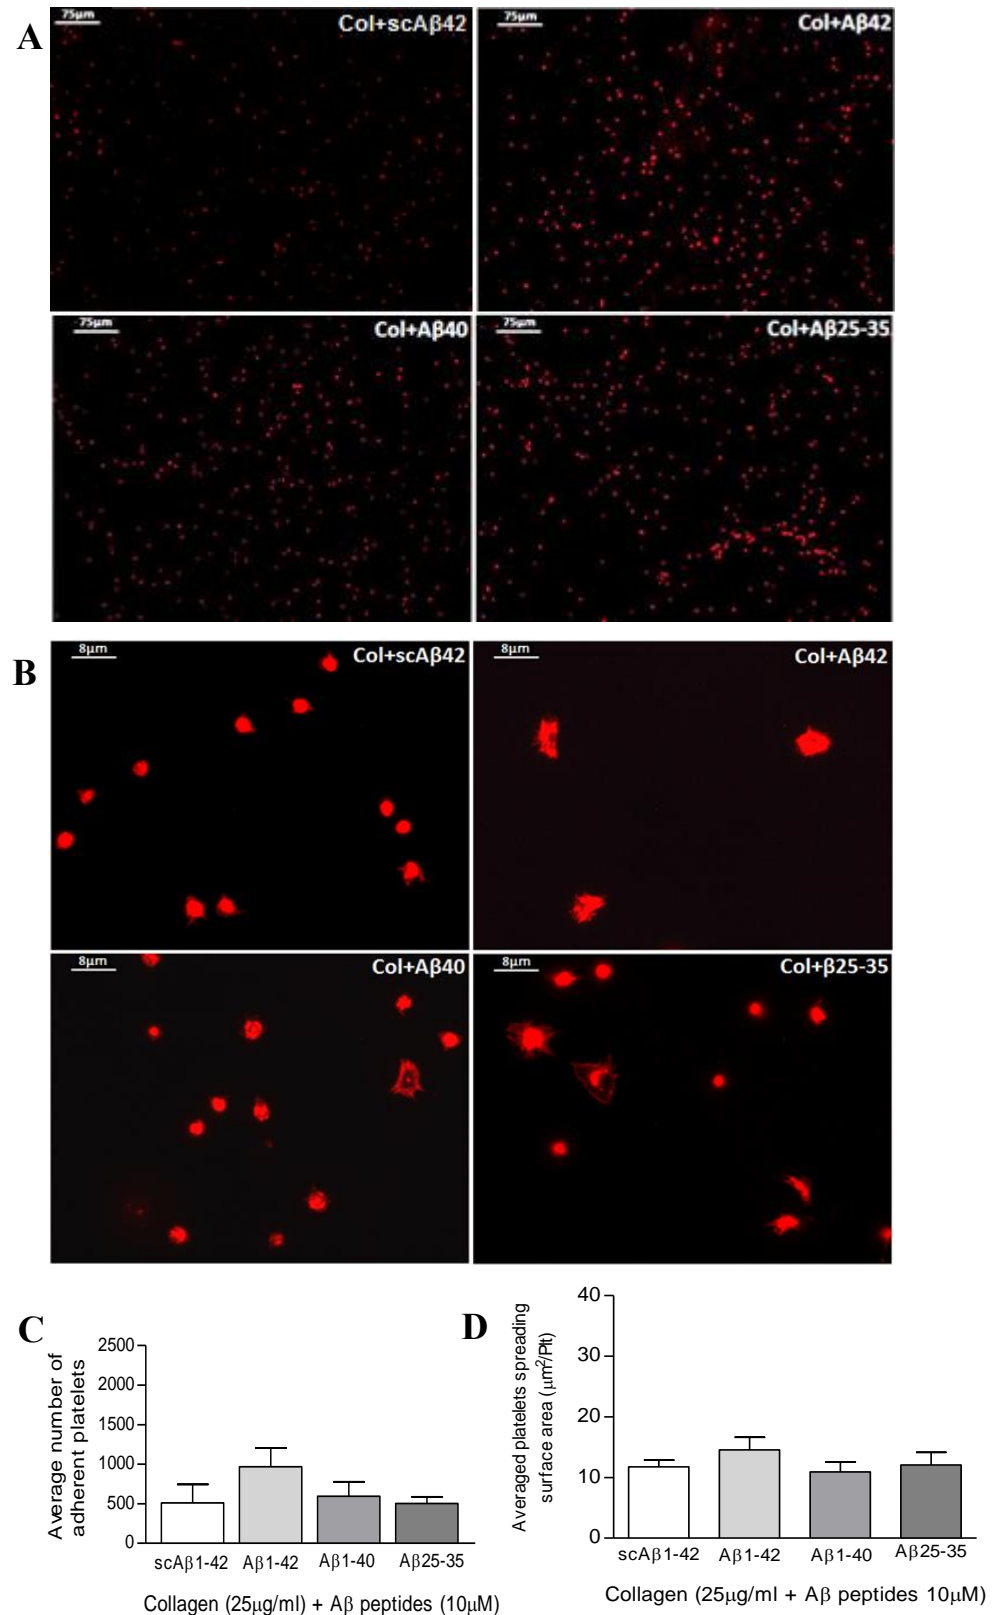 A
75µm
Col+scAβ42
75µm
Col+Aβ42
75µm
Col+Aβ40
75µm
Col+Aβ25-35
B
8µm
Col+scAβ42
8µm
Col+Aβ42
8µm
Col+Aβ40
8µm
Col+β25-35
C
Average number of
adherent platelets
2500
2000
1500
1000
500
0
scAβ1-42
Aβ1-42
Aβ1-40
Aβ25-35
Collagen (25µg/ml) + Aβ peptides (10µM)
D
Averaged platelets spreading
surface area (µm²/Plt)
40
30
20
10
0
scAβ1-42
Aβ1-42
Aβ1-40
Aβ25-35
Collagen (25µg/ml + Aβ peptides 10µM)